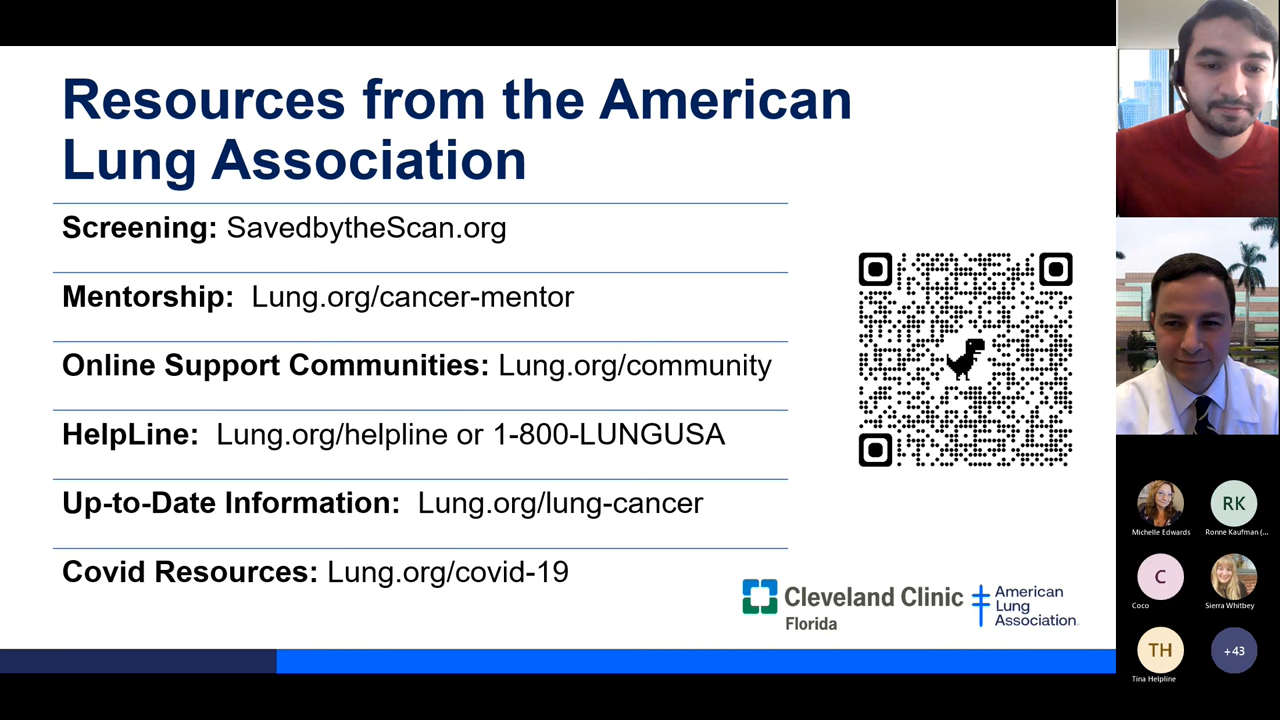 Resources from the American
Lung Association
Screening: SavedbytheScan.org
Mentorship: Lung.org/cancer-mentor
Online Support Communities: Lung.org/community
HelpLine: Lung.org/helpline or 1-800-LUNGUSA
Up-to-Date Information: Lung.org/lung-cancer
Covid Resources: Lung.org/covid-19
Cleveland Clinic
Florida
American
Lung
Association.
RK
Michelle Edwards
Ronne Kaufman (...
C
Coco
Sierra Whitbey
TH
+43
Tina Helpline